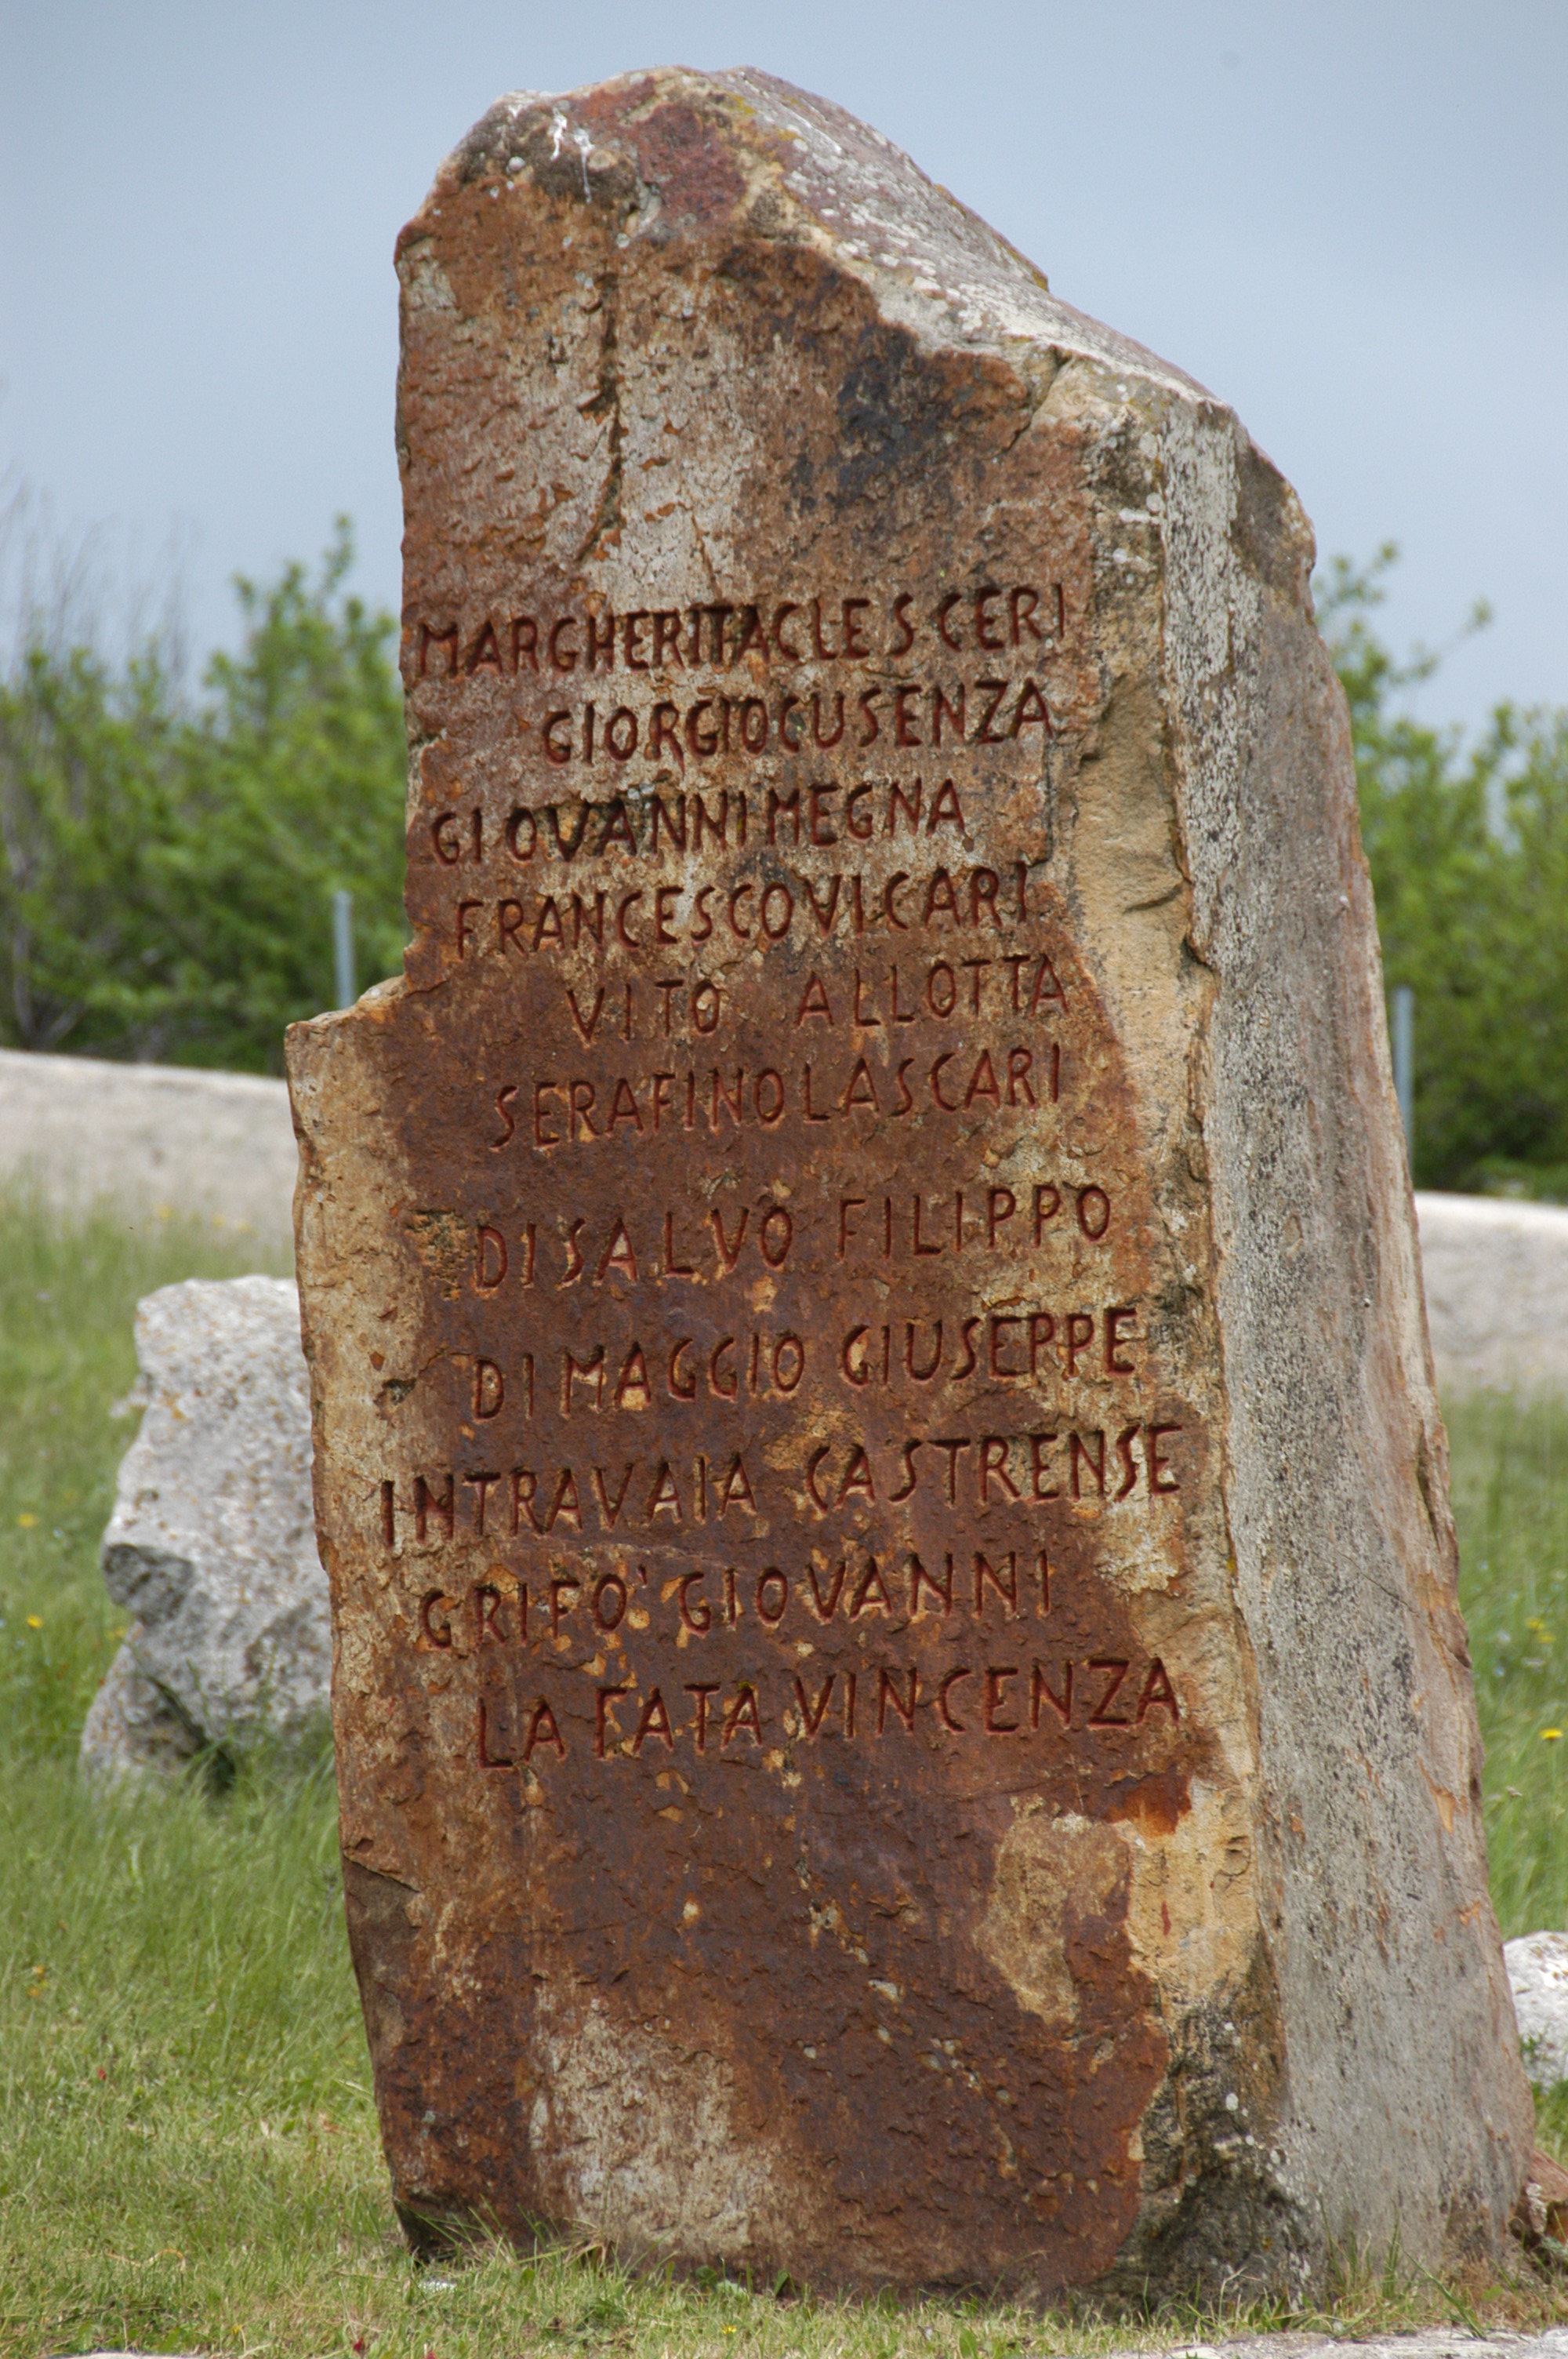 MARGHERITA CLESCERI
GIORGIO CUSENZA
GIOVANNI MEGNA
FRANCESCO VICARI
VITO ALLOTTA
SERAFINO LASCARI
DI SALVO FILIPPO
DI MAGGIO GIUSEPPE
INTRAVAIA CASTRENSE
GRIFO' GIOVANNI
LA FATA VINCENZA